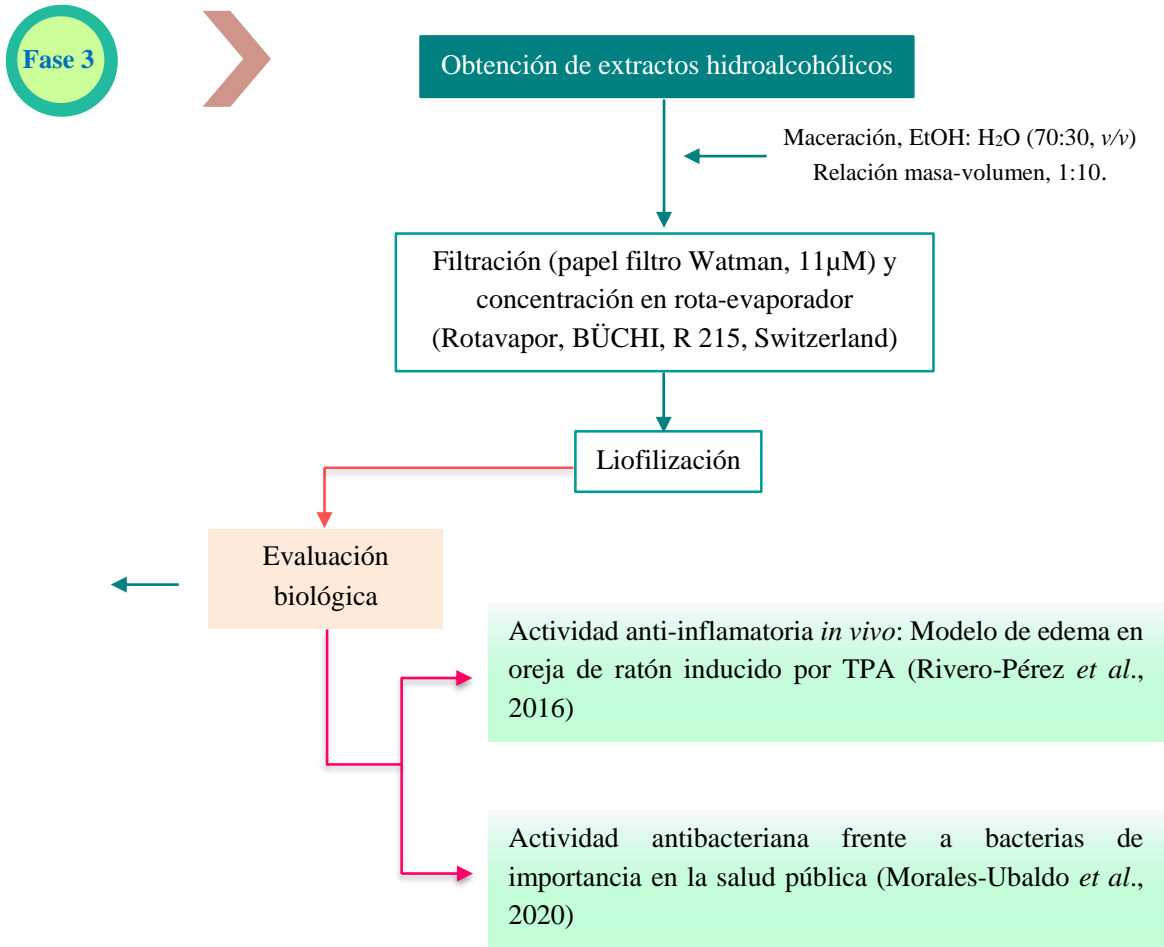 Fase 3
Obtención de extractos hidroalcohólicos
Maceración, EtOH: H₂O (70:30, v/v)
Relación masa-volumen, 1:10.
Filtración (papel filtro Watman, 11µM) y
concentración en rota-evaporador
(Rotavapor, BÜCHI, R 215, Switzerland)
Liofilización
Evaluación
biológica
Actividad anti-inflamatoria in vivo: Modelo de edema en
oreja de ratón inducido por TPA (Rivero-Pérez et al.,
2016)
Actividad antibacteriana frente a bacterias de
importancia en la salud pública (Morales-Ubaldo et al.,
2020)